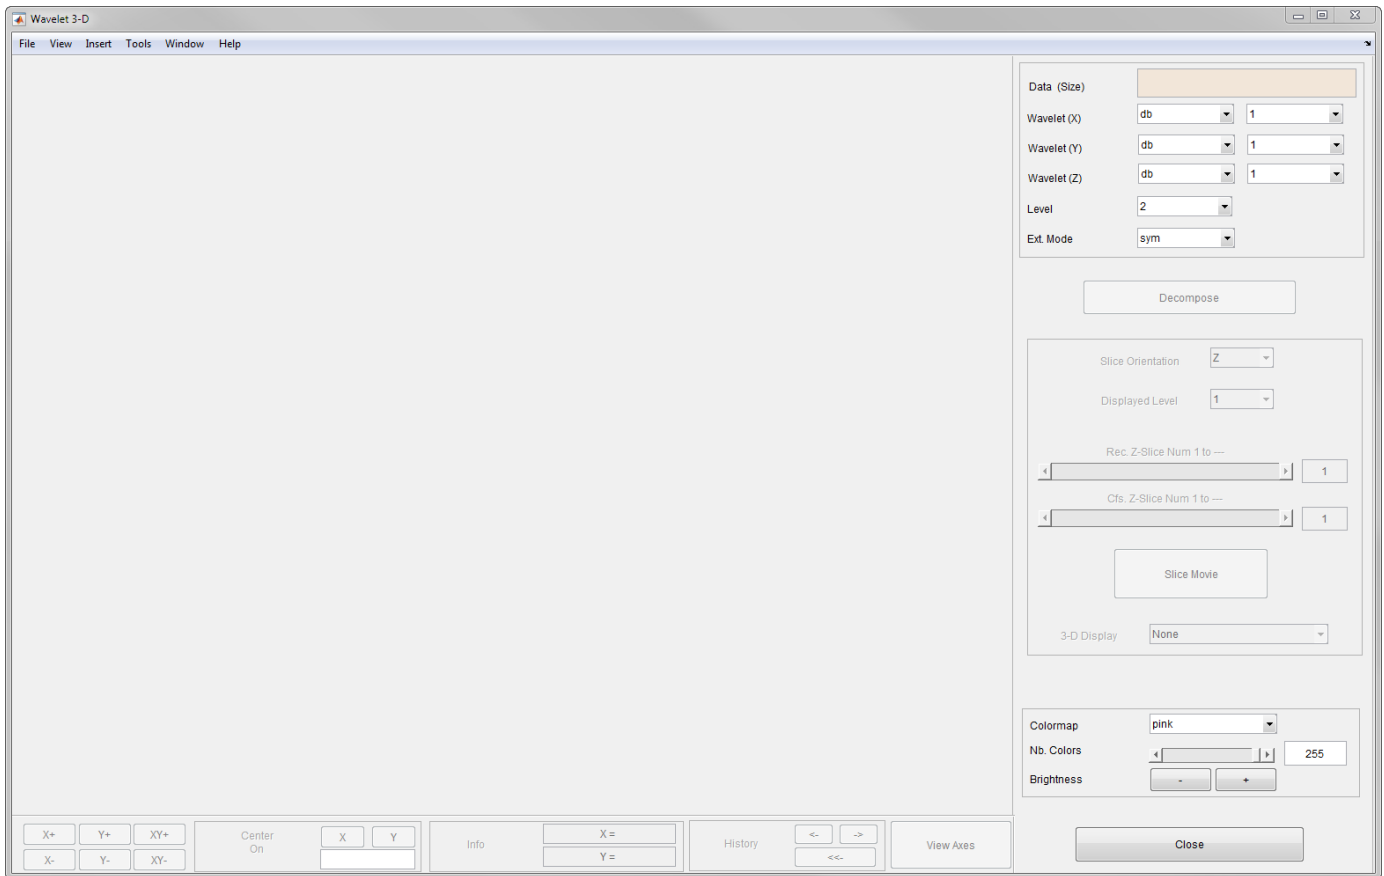 Wavelet 3-D
File View Insert Tools Window Help
Data (Size)
Wavelet (X) db 1
Wavelet (Y) db 1
Wavelet (Z) db 1
Level 2
Ext. Mode sym
Decompose
Slice Orientation Z
Displayed Level 1
Rec. Z-Slice Num 1 to ---
1
Cfs. Z-Slice Num 1 to ---
1
Slice Movie
3-D Display None
Colormap pink
Nb. Colors 255
Brightness - +
X+ Y+ XY+
X- Y- XY-
Center
On
X Y
Info
X =
Y =
History
<- ->
<<-
View Axes
Close